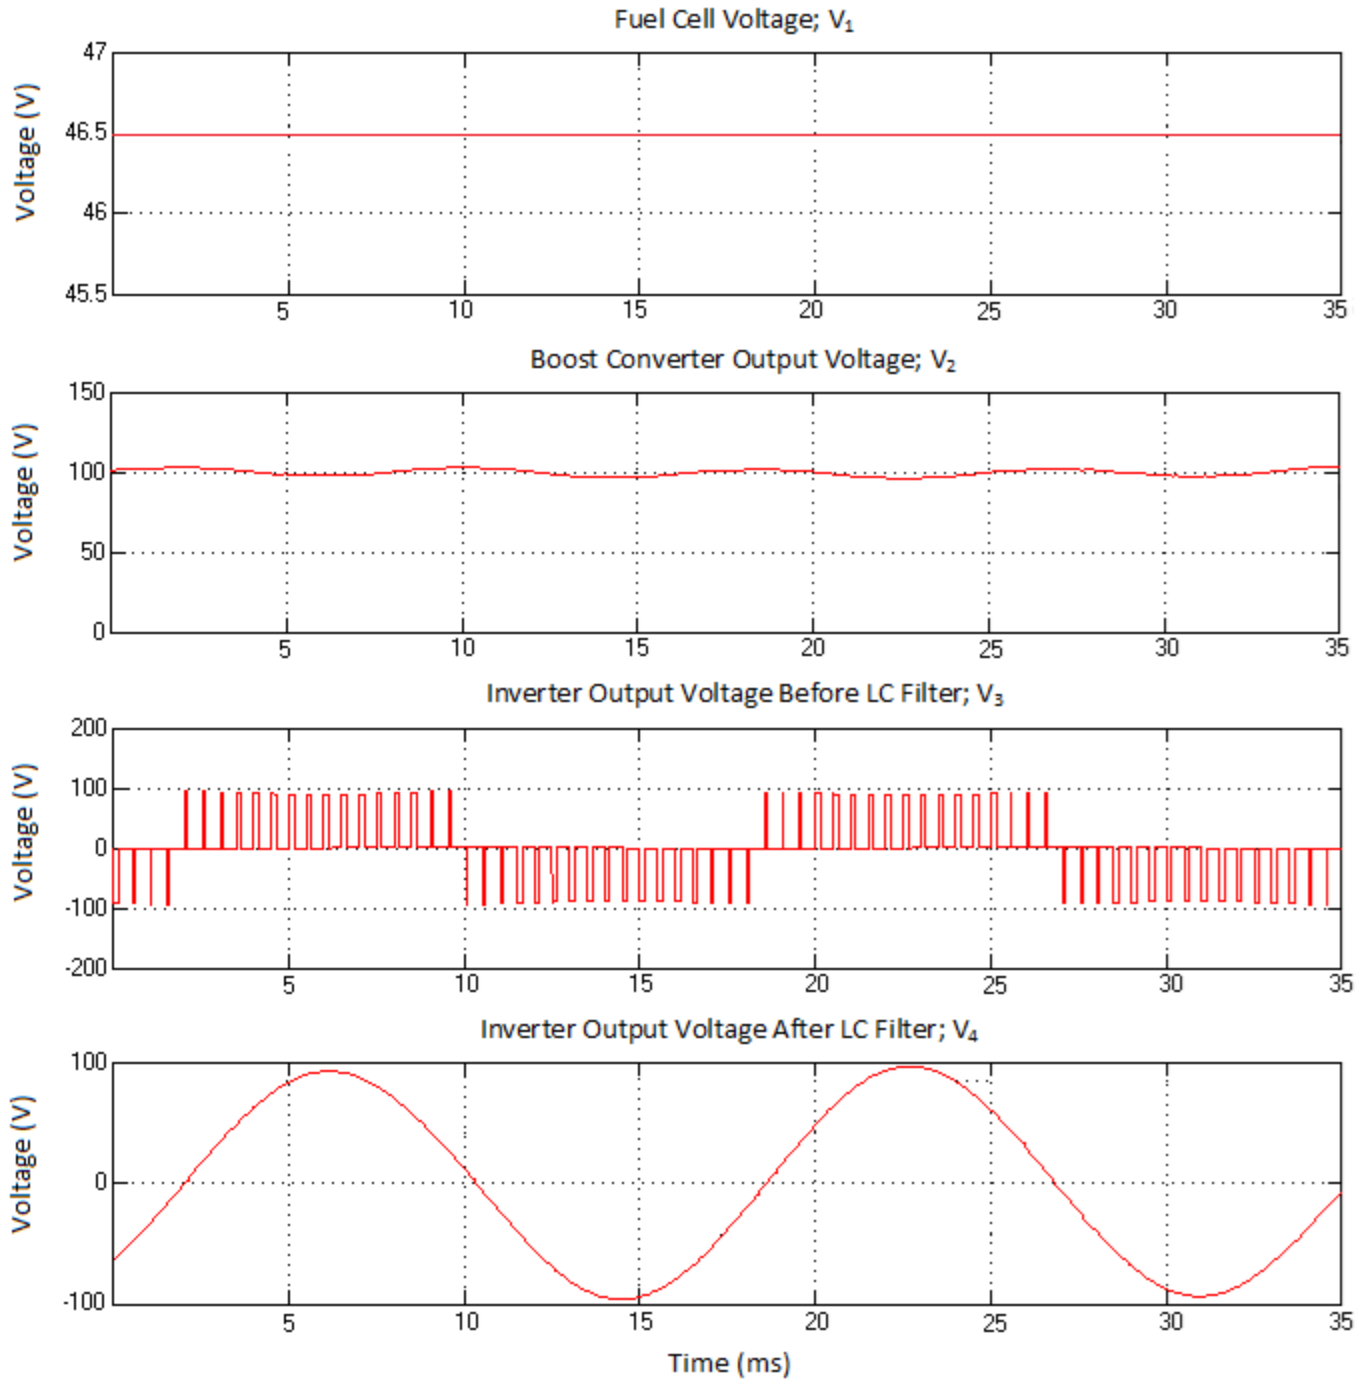 Fuel Cell Voltage; V₁
Voltage (V)
47
46.5
46
45.5
5 10 15 20 25 30 35
Boost Converter Output Voltage; V₂
Voltage (V)
150
100
50
0
5 10 15 20 25 30 35
Inverter Output Voltage Before LC Filter; V₃
Voltage (V)
200
100
0
-100
-200
5 10 15 20 25 30 35
Inverter Output Voltage After LC Filter; V₄
Voltage (V)
100
0
-100
5 10 15 20 25 30 35
Time (ms)